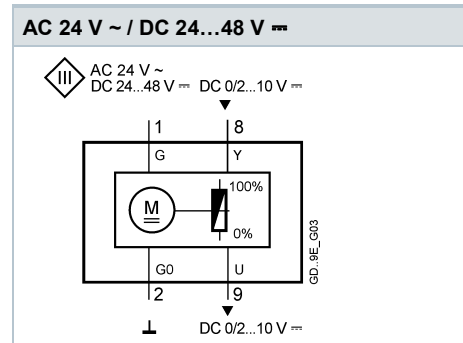 AC 24 V ~ / DC 24…48 V ⎓
III
AC 24 V ~
DC 24...48 V ⎓ DC 0/2...10 V ⎓
1 8
G Y
100%
M
0%
G0 U
2 9
DC 0/2...10 V ⎓
GD..9E_G03